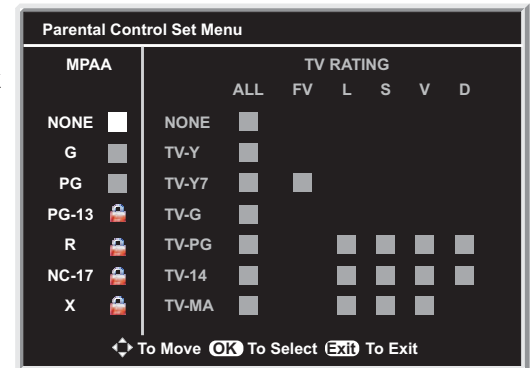 Parental Control Set Menu
MPAA TV RATING
ALL FV L S V D
NONE NONE
G TV-Y
PG TV-Y7
PG-13 TV-G
R TV-PG
NC-17 TV-14
X TV-MA
To Move OK To Select Exit To Exit